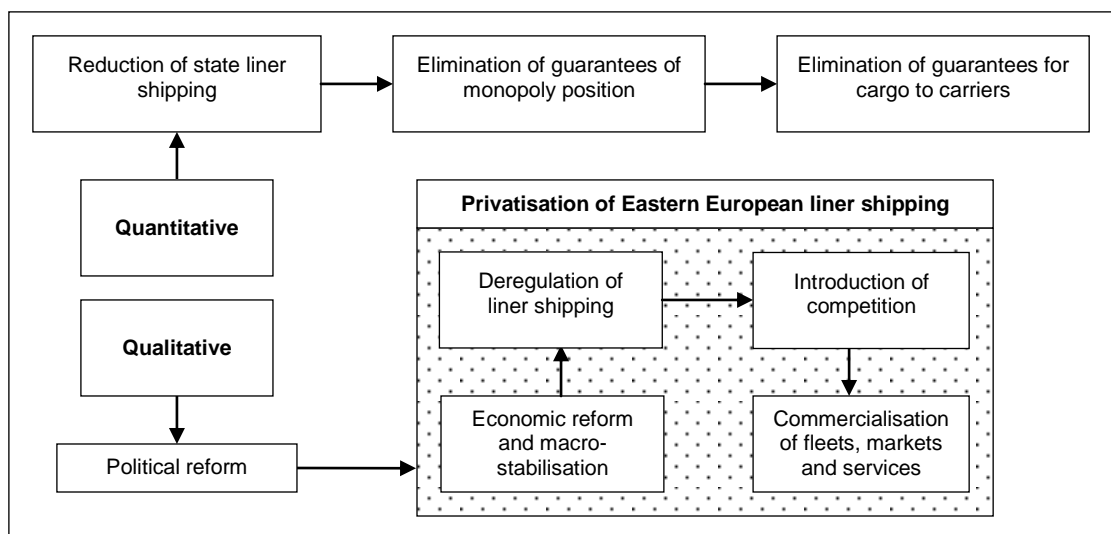 Reduction of state liner
shipping
Elimination of guarantees of
monopoly position
Elimination of guarantees for
cargo to carriers
Quantitative
Privatisation of Eastern European liner shipping
Deregulation of
liner shipping
Introduction of
competition
Qualitative
Economic reform
and macro-
stabilisation
Commercialisation
of fleets, markets
and services
Political reform